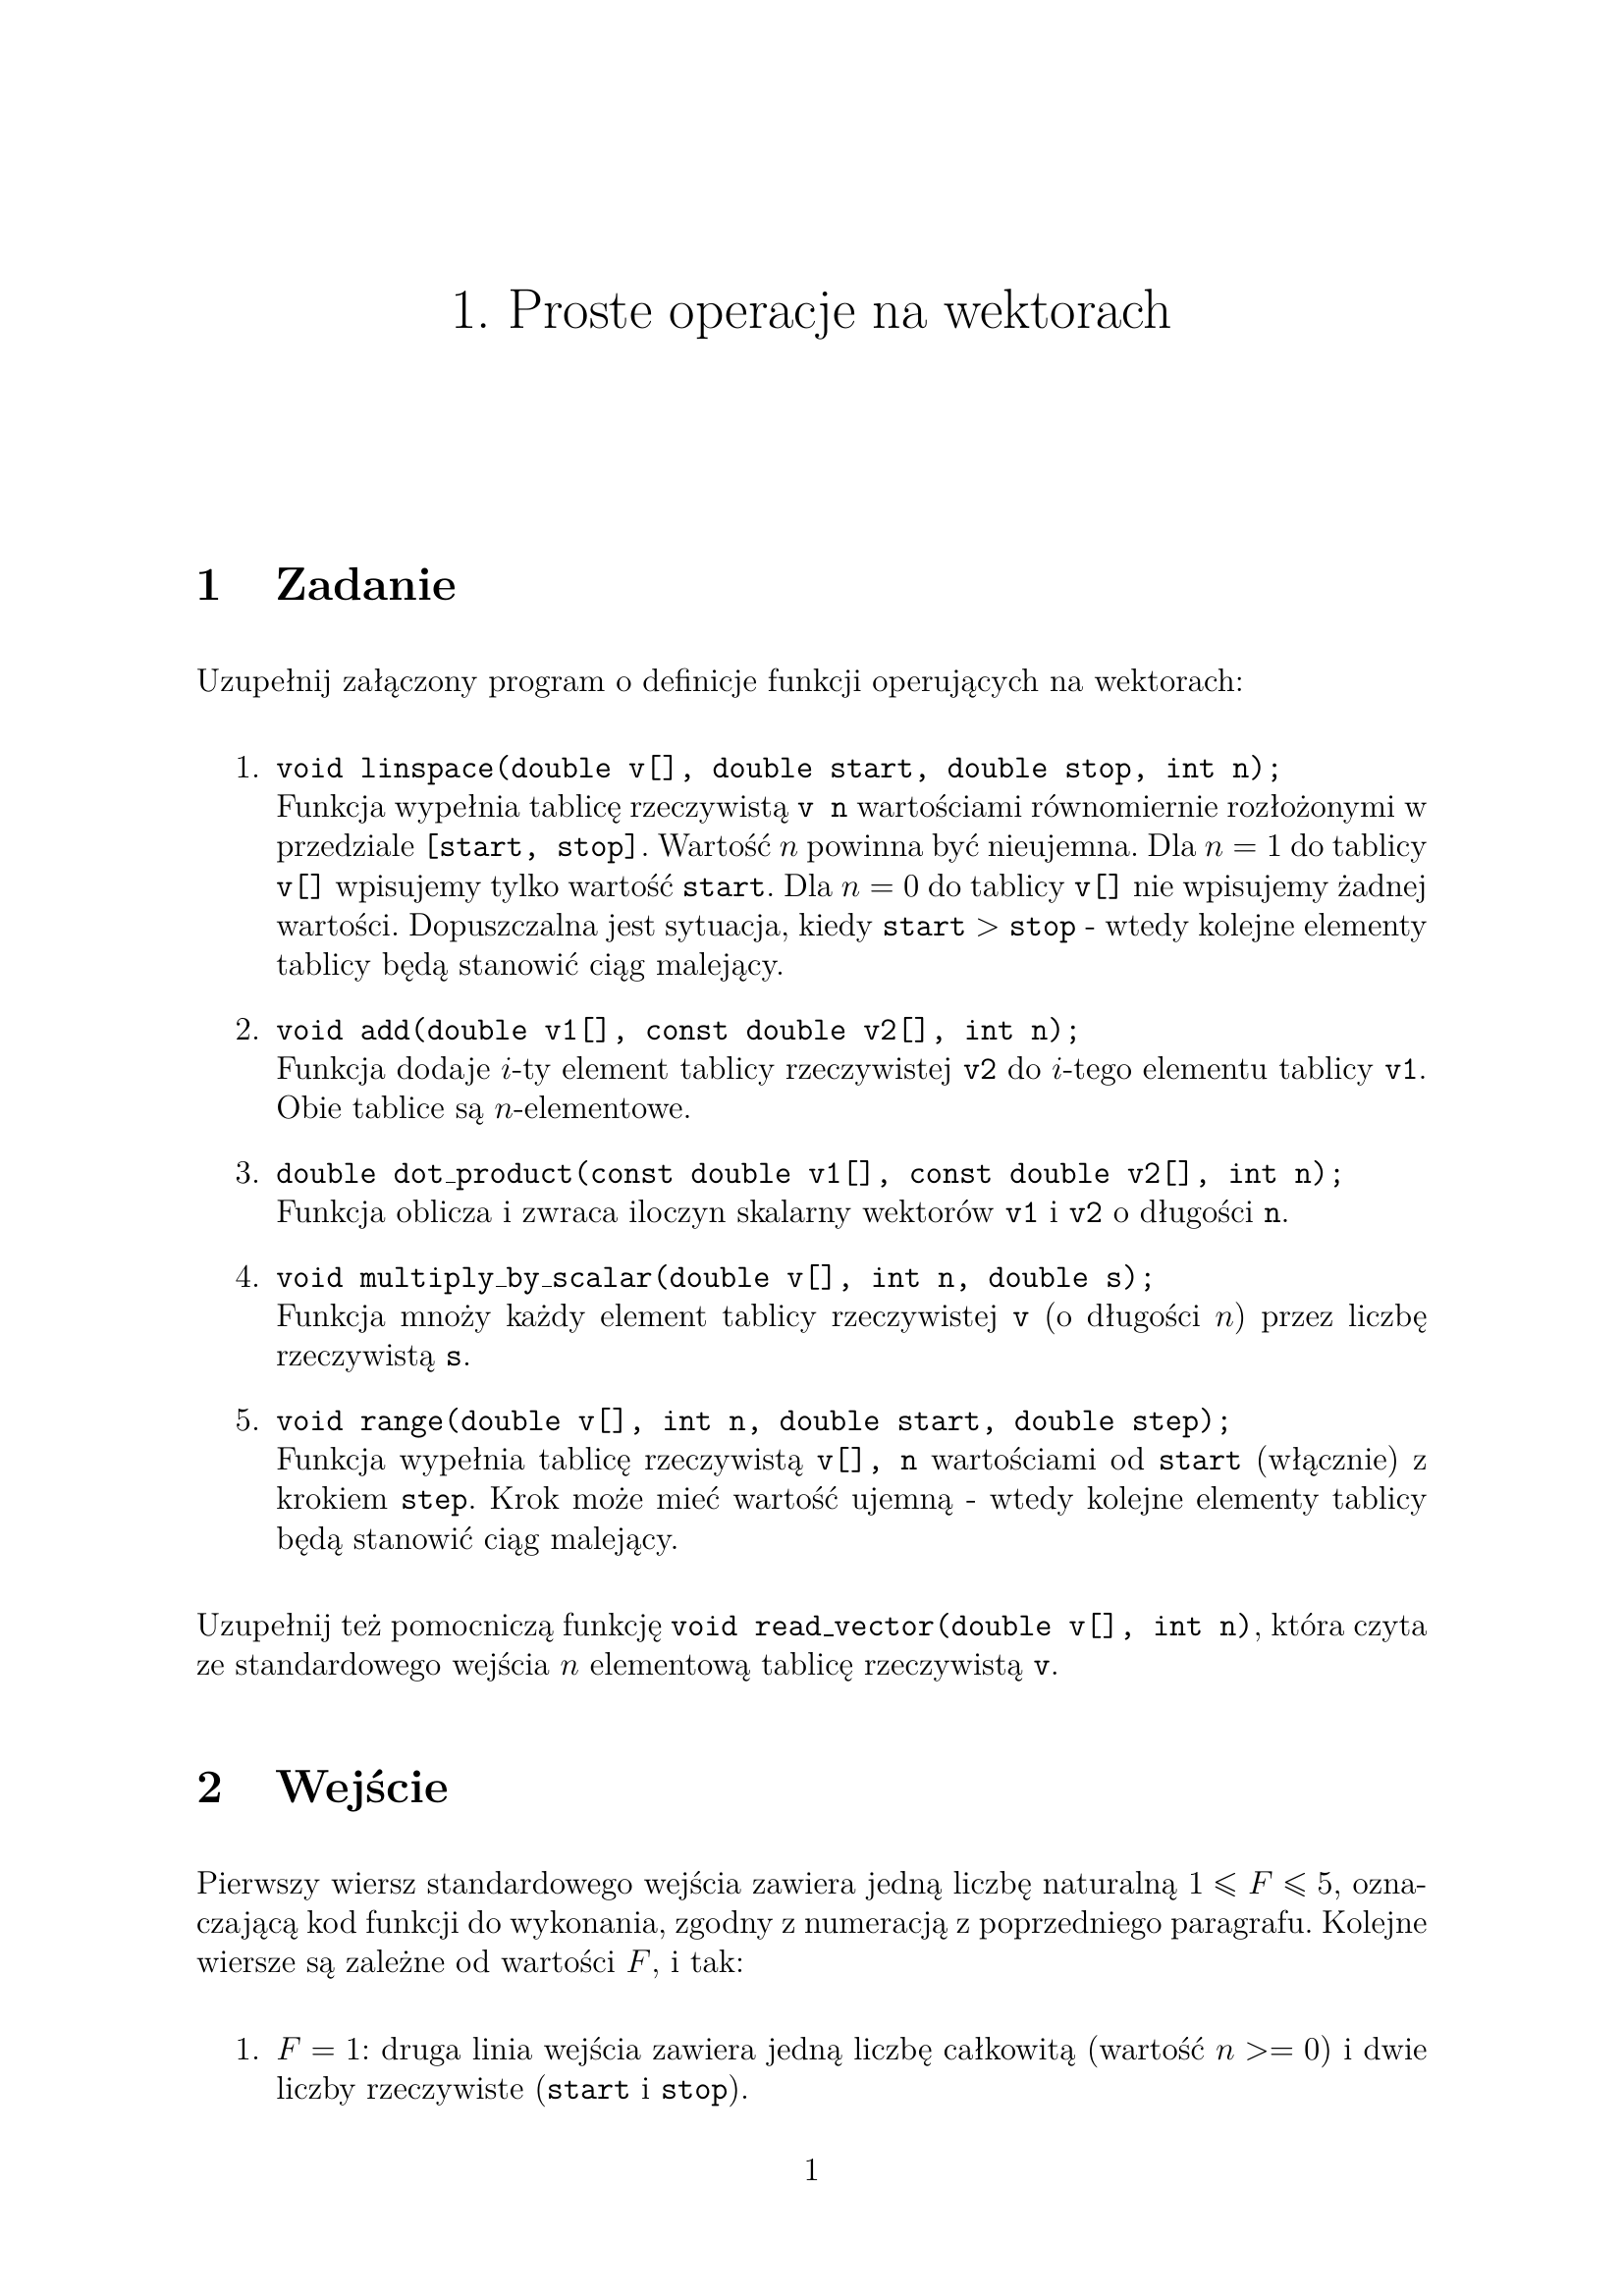 1. Proste operacje na wektorach
1 Zadanie
Uzupełnij załączony program o definicje funkcji operujących na wektorach:
1. void linspace(double v[], double start, double stop, int n);
Funkcja wypełnia tablicę rzeczywistą v n wartościami równomiernie rozłożonymi w
przedziale [start, stop]. Wartość n powinna być nieujemna. Dla n = 1 do tablicy
v[] wpisujemy tylko wartość start. Dla n = 0 do tablicy v[] nie wpisujemy żadnej
wartości. Dopuszczalna jest sytuacja, kiedy start > stop - wtedy kolejne elementy
tablicy będą stanowić ciąg malejący.
2. void add(double v1[], const double v2[], int n);
Funkcja dodaje i-ty element tablicy rzeczywistej v2 do i-tego elementu tablicy v1.
Obie tablice są n-elementowe.
3. double dot_product(const double v1[], const double v2[], int n);
Funkcja oblicza i zwraca iloczyn skalarny wektorów v1 i v2 o długości n.
4. void multiply_by_scalar(double v[], int n, double s);
Funkcja mnoży każdy element tablicy rzeczywistej v (o długości n) przez liczbę
rzeczywistą s.
5. void range(double v[], int n, double start, double step);
Funkcja wypełnia tablicę rzeczywistą v[], n wartościami od start (włącznie) z
krokiem step. Krok może mieć wartość ujemną - wtedy kolejne elementy tablicy
będą stanowić ciąg malejący.
Uzupełnij też pomocniczą funkcję void read_vector(double v[], int n), która czyta
ze standardowego wejścia n elementową tablicę rzeczywistą v.
2 Wejście
Pierwszy wiersz standardowego wejścia zawiera jedną liczbę naturalną 1 ⩽ F ⩽ 5, ozna-
czającą kod funkcji do wykonania, zgodny z numeracją z poprzedniego paragrafu. Kolejne
wiersze są zależne od wartości F, i tak:
1. F = 1: druga linia wejścia zawiera jedną liczbę całkowitą (wartość n >= 0) i dwie
liczby rzeczywiste (start i stop).
1